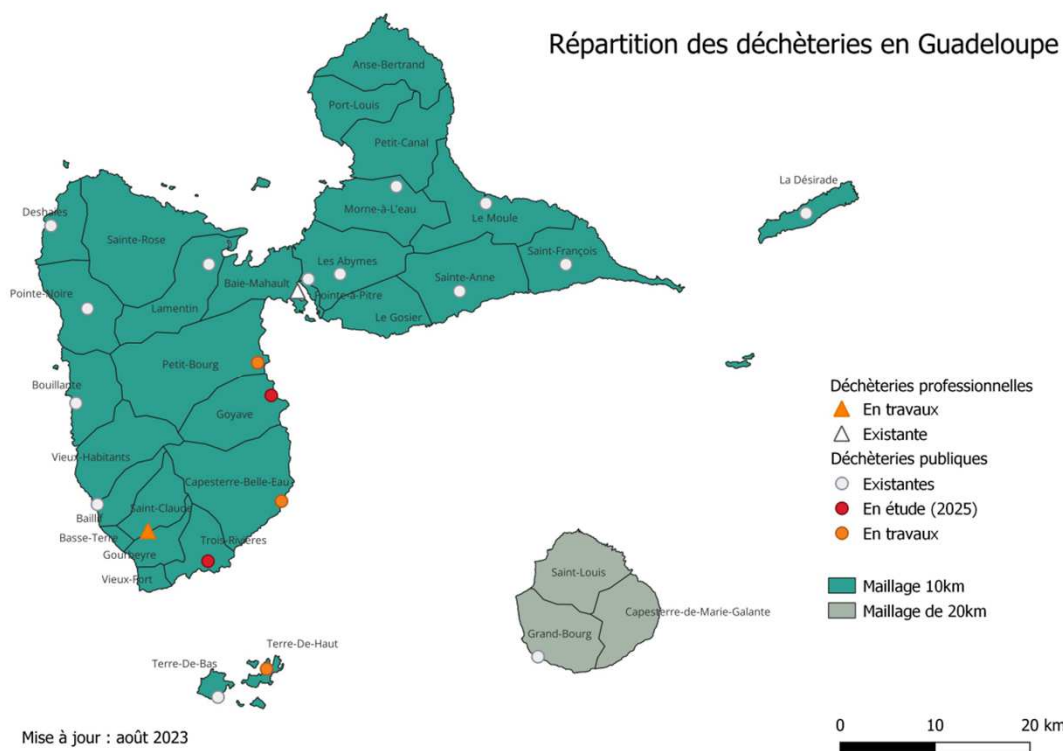 Répartition des déchèteries en Guadeloupe
Anse-Bertrand
Port-Louis
Petit-Canal
La Désirade
Deshaies
Morne-à-L'eau
Le Moule
Sainte-Rose
Saint-François
Les Abymes
Sainte-Anne
Baie-Mahault
Pointe-Noire
Pointe-à-Pitre
Lamentin
Le Gosier
Petit-Bourg
Bouillante
Goyave
Vieux-Habitants
Capesterre-Belle-Eau
Saint-Claude
Baillif
Basse-Terre
Trois-Rivières
Gourbeyre
Vieux-Fort
Saint-Louis
Capesterre-de-Marie-Galante
Grand-Bourg
Terre-De-Haut
Terre-De-Bas
Déchèteries professionnelles
En travaux
Existante
Déchèteries publiques
Existantes
En étude (2025)
En travaux
Maillage 10km
Maillage de 20km
Mise à jour : août 2023
0 10 20 km